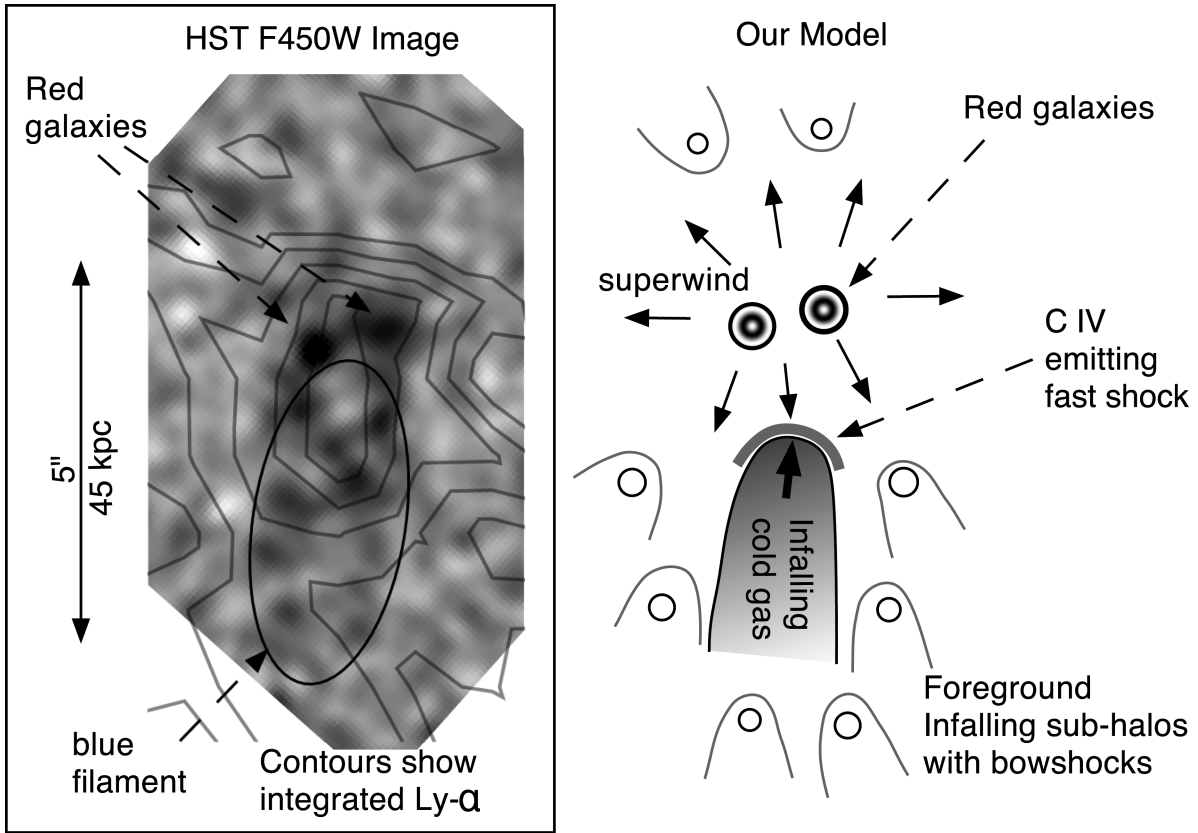 HST F450W Image
Red
galaxies
5"
45 kpc
blue
filament
Contours show
integrated Ly-α
Our Model
Red galaxies
superwind
C IV
emitting
fast shock
Infalling
cold gas
Foreground
Infalling sub-halos
with bowshocks